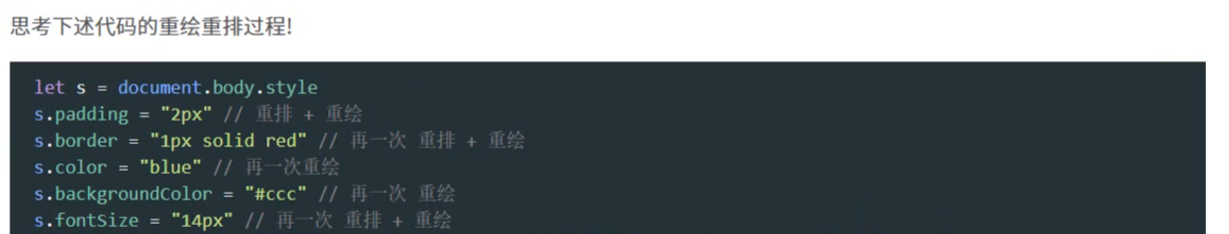 思考下述代码的重绘重排过程!
let s = document.body.style
s.padding = "2px" // 重排 + 重绘
s.border = "1px solid red" // 再一次 重排 + 重绘
s.color = "blue" // 再一次重绘
s.backgroundColor = "#ccc" // 再一次 重绘
s.fontSize = "14px" // 再一次 重排 + 重绘